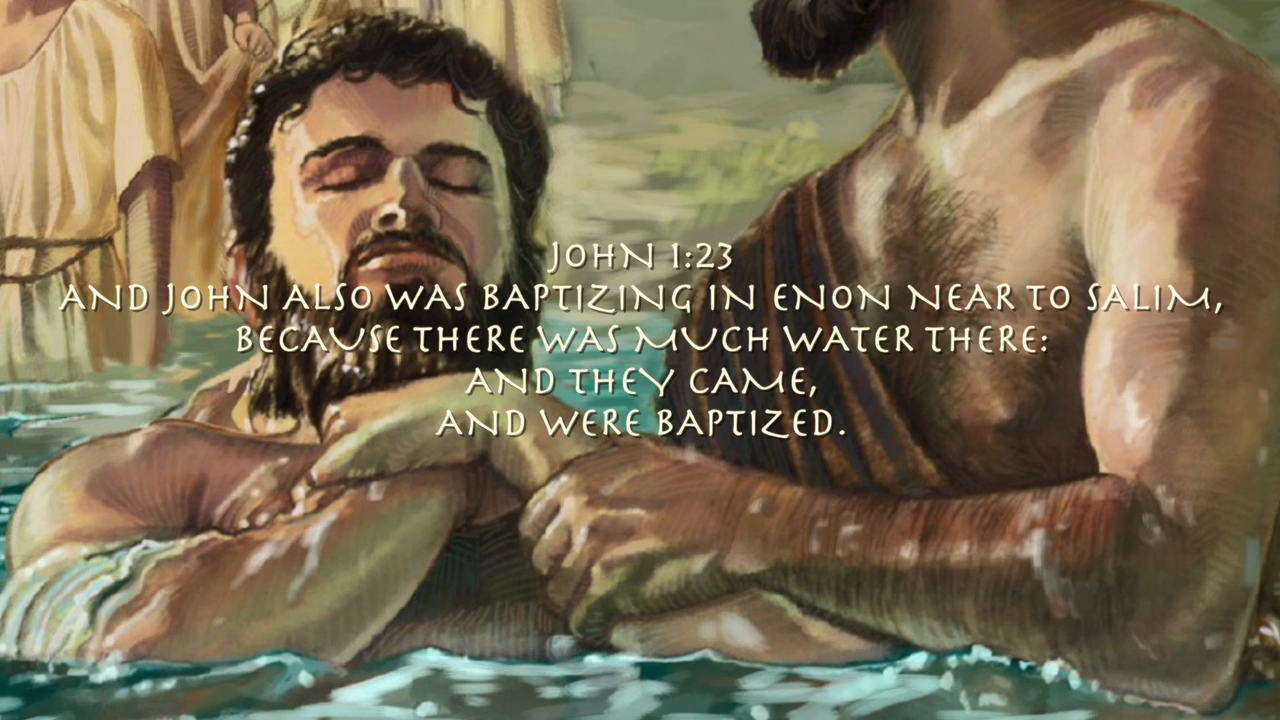 JOHN 1:23
AND JOHN ALSO WAS BAPTIZING IN ENON NEAR TO SALIM,
BECAUSE THERE WAS MUCH WATER THERE:
AND THEY CAME,
AND WERE BAPTIZED.